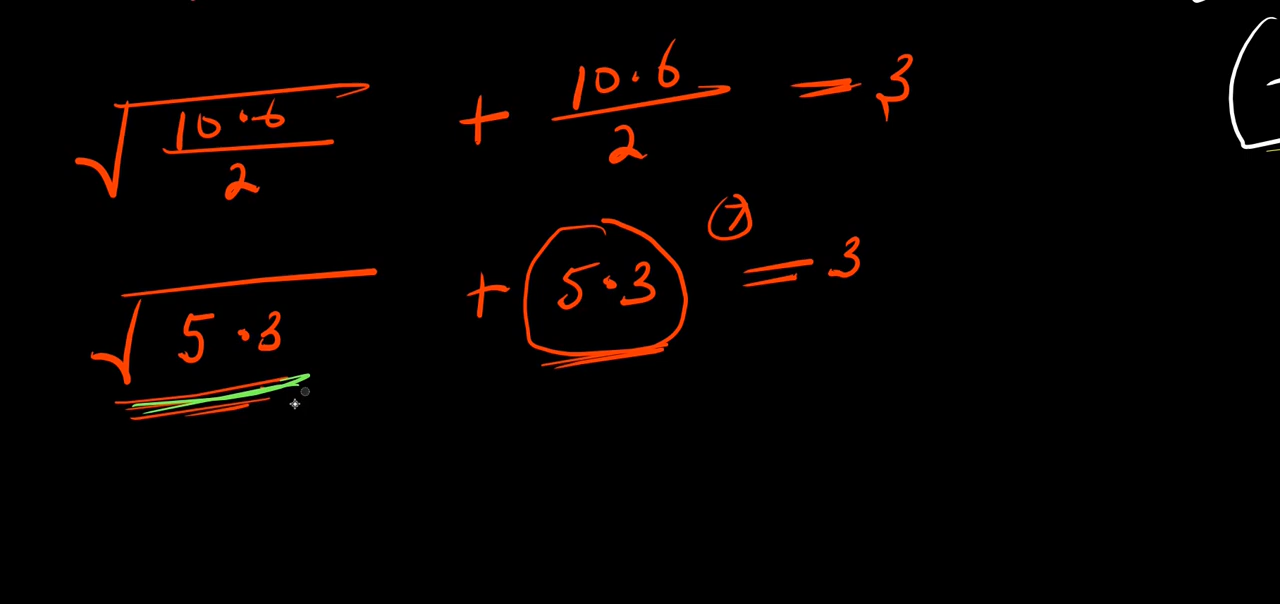 √(10.6/2) + 10.6/2 = 3
?
√5.3 + 5.3 = 3